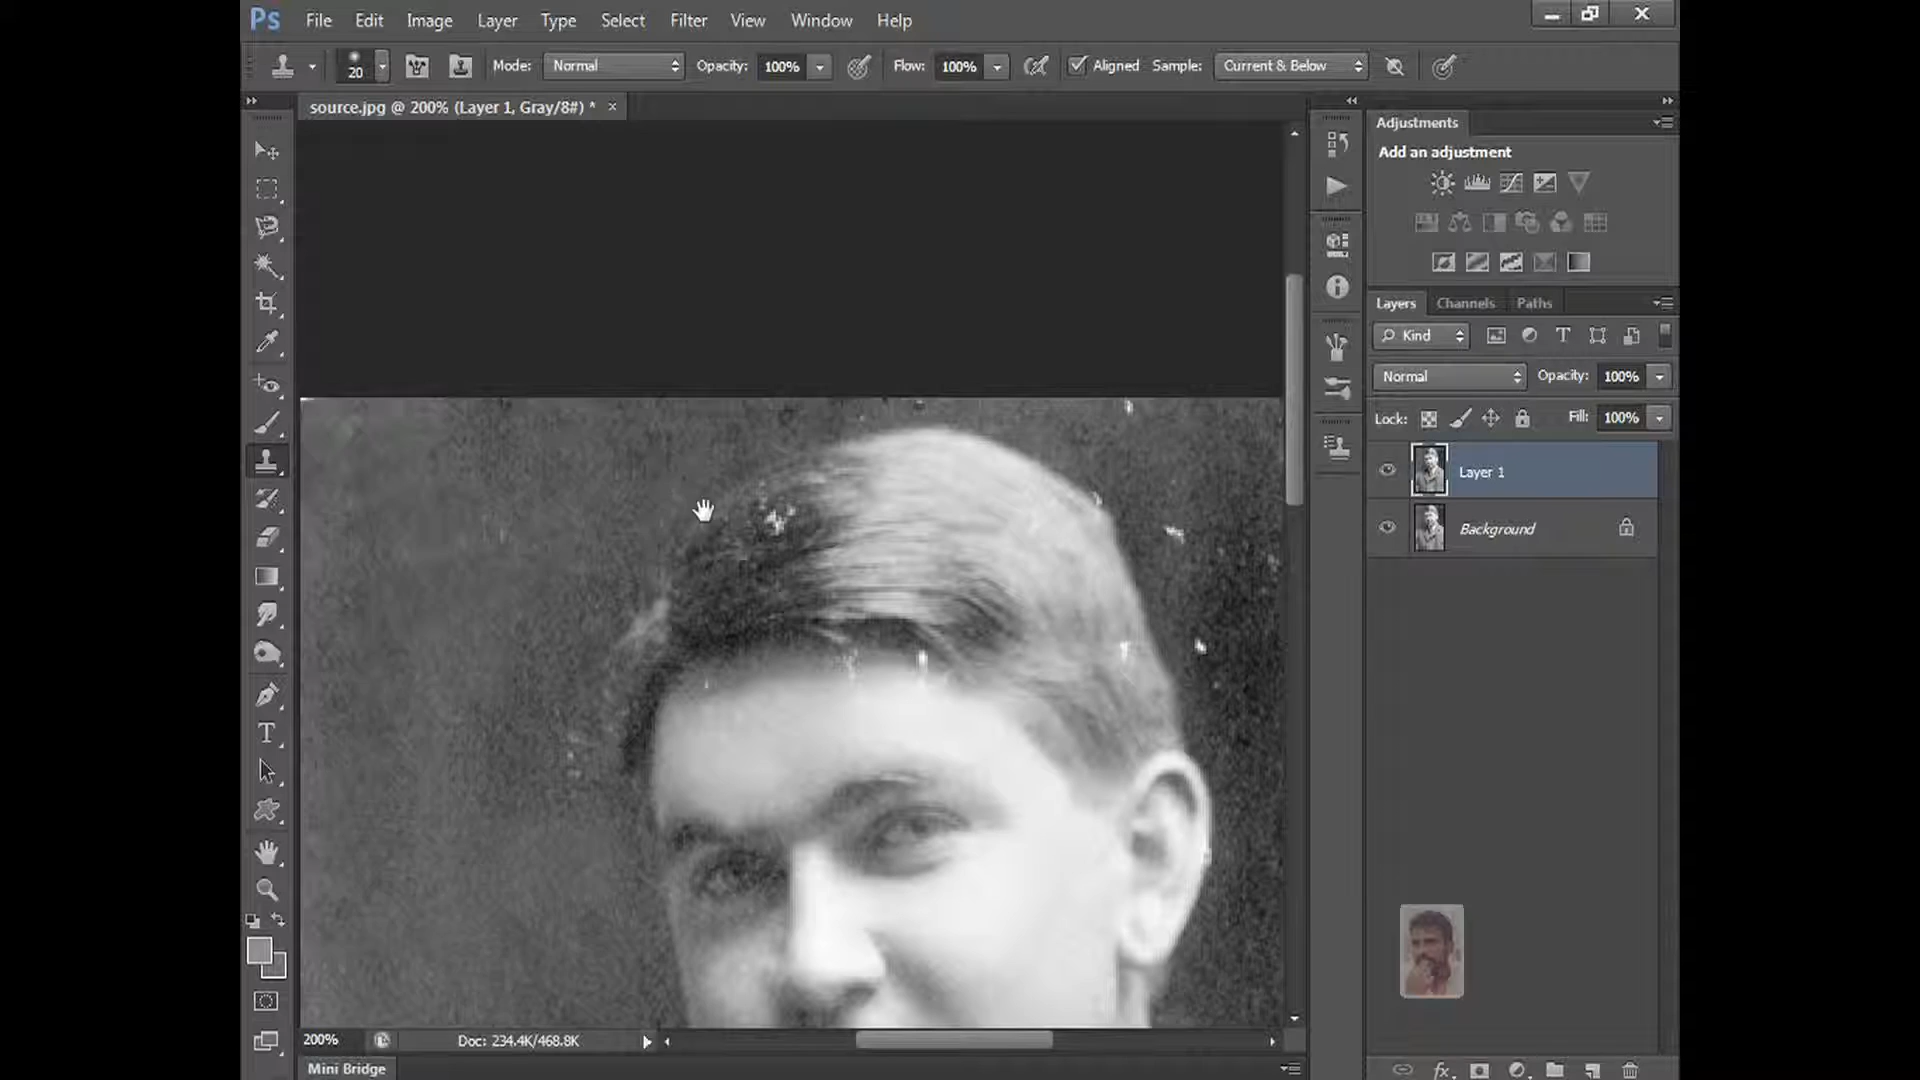 Ps File Edit Image Layer Type Select Filter View Window Help
20 Mode: Normal Opacity: 100% Flow: 100% Aligned Sample: Current & Below
source.jpg @ 200% (Layer 1, Gray/8#) * ×
Adjustments
Add an adjustment
Layers Channels Paths
Kind
Normal Opacity: 100%
Lock: Fill: 100%
Layer 1
Background
200% Doc: 234.4K/468.8K
Mini Bridge